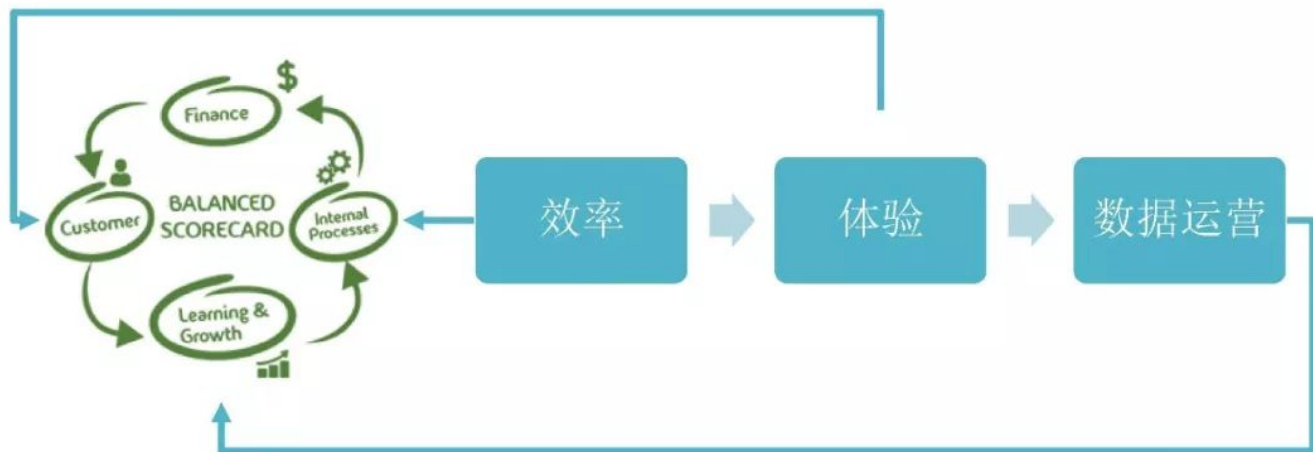 $
Finance
Customer
BALANCED
SCORECARD
Internal
Processes
Learning &
Growth
效率
体验
数据运营